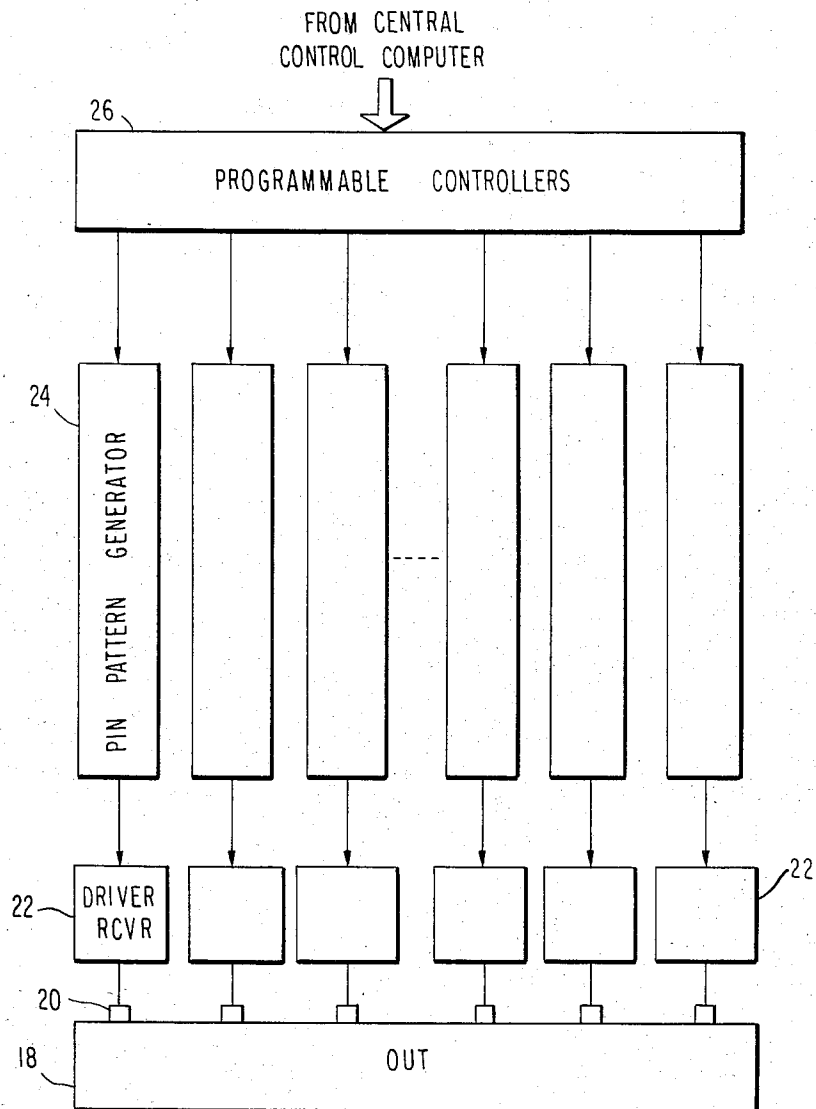 FROM CENTRAL
CONTROL COMPUTER
26
PROGRAMMABLE CONTROLLERS
24
PIN PATTERN GENERATOR
22
DRIVER
RCVR
22
20
18
OUT